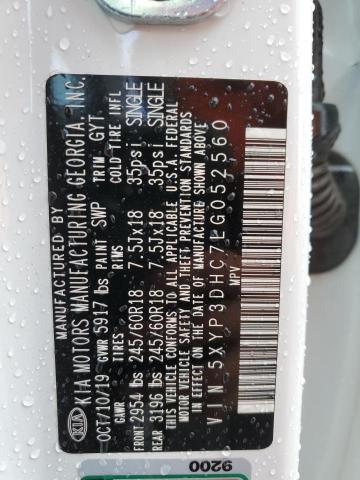 MANUFACTURED BY
KIA KIA MOTORS MANUFACTURING GEORGIA, INC.
OCT/10/19 GVWR 5917 lbs PAINT SWP TRIM GYT
GAWR TIRES RIMS COLD TIRE INFL
FRONT 2954 lbs 245/60R18 7.5Jx18 35psi SINGLE
REAR 3196 lbs 245/60R18 7.5Jx18 35psi SINGLE
THIS VEHICLE CONFORMS TO ALL APPLICABLE U.S.A. FEDERAL
MOTOR VEHICLE SAFETY AND THEFT PREVENTION STANDARDS
IN EFFECT ON THE DATE OF MANUFACTURE SHOWN ABOVE
VIN 5XYP3DHC7LG052560
MPV
9200